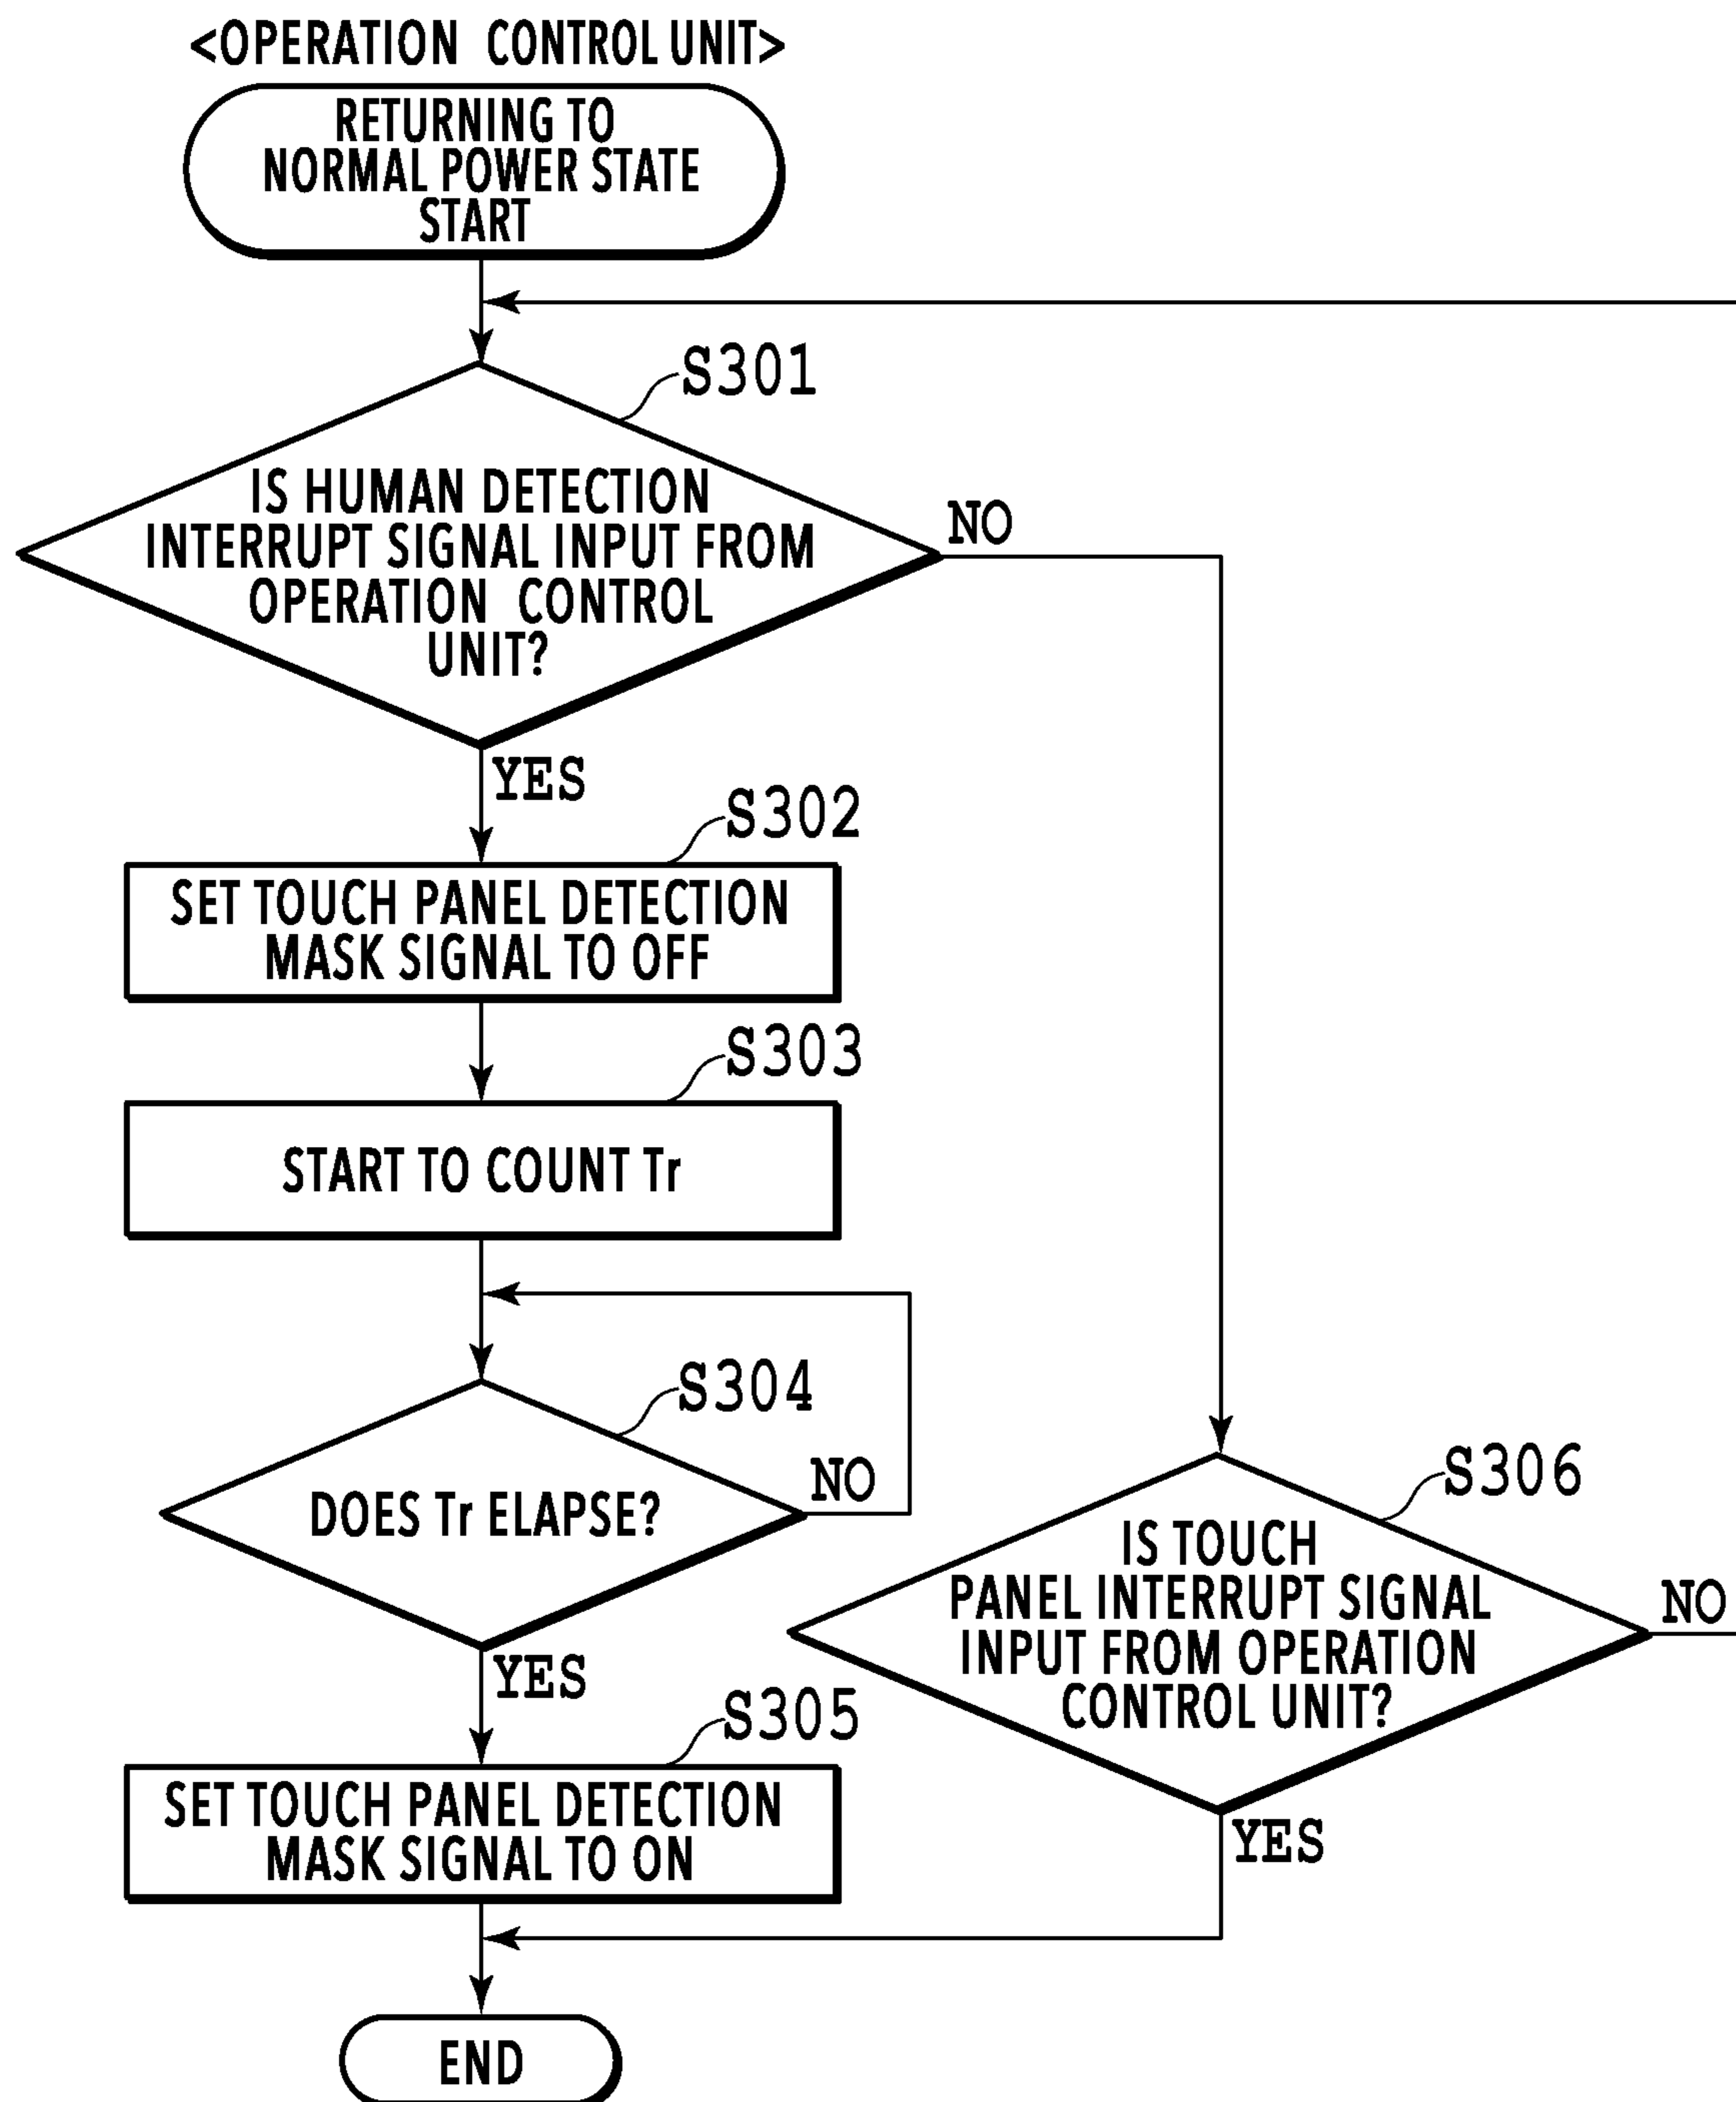 <OPERATION CONTROL UNIT>
RETURNING TO
NORMAL POWER STATE
START
S301
IS HUMAN DETECTION
INTERRUPT SIGNAL INPUT FROM
OPERATION CONTROL
UNIT?
NO
YES
S302
SET TOUCH PANEL DETECTION
MASK SIGNAL TO OFF
S303
START TO COUNT Tr
S304
DOES Tr ELAPSE?
NO
YES
S305
SET TOUCH PANEL DETECTION
MASK SIGNAL TO ON
S306
IS TOUCH
PANEL INTERRUPT SIGNAL
INPUT FROM OPERATION
CONTROL UNIT?
NO
YES
END